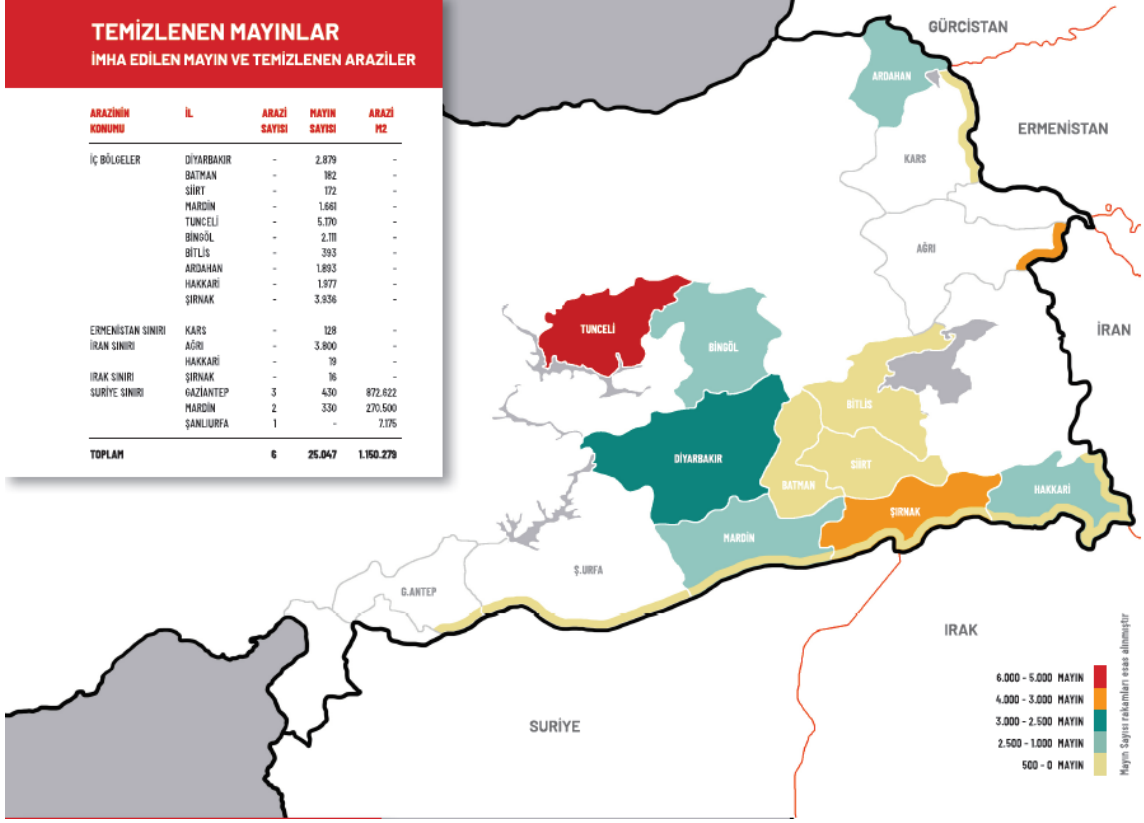 TEMİZLENEN MAYINLAR
İMHA EDİLEN MAYIN VE TEMİZLENEN ARAZİLER
ARAZİNİN KONUMU İL ARAZİ SAYISI MAYIN SAYISI ARAZİ M2
İÇ BÖLGELER DİYARBAKIR - 2.879 -
BATMAN - 182 -
SİİRT - 172 -
MARDİN - 1.661 -
TUNCELİ - 5.170 -
BİNGÖL - 2.111 -
BİTLİS - 393 -
ARDAHAN - 1.893 -
HAKKARİ - 1.977 -
ŞIRNAK - 3.936 -
ERMENİSTAN SINIRI KARS - 128 -
İRAN SINIRI AĞRI - 3.800 -
HAKKARİ - 19 -
IRAK SINIRI ŞIRNAK - 16 -
SURİYE SINIRI GAZİANTEP 3 430 872.622
MARDİN 2 330 270.500
ŞANLIURFA 1 - 7.175
TOPLAM 6 25.047 1.150.279
GÜRCİSTAN
ARDAHAN
ERMENİSTAN
KARS
AĞRI
İRAN
TUNCELİ
BİNGÖL
BİTLİS
DİYARBAKIR
SİİRT
BATMAN
HAKKARİ
ŞIRNAK
MARDİN
Ş.URFA
G.ANTEP
IRAK
SURİYE
6.000 - 5.000 MAYIN
4.000 - 3.000 MAYIN
3.000 - 2.500 MAYIN
2.500 - 1.000 MAYIN
500 - 0 MAYIN
Mayın Sayısı rakamları esas alınmıştır